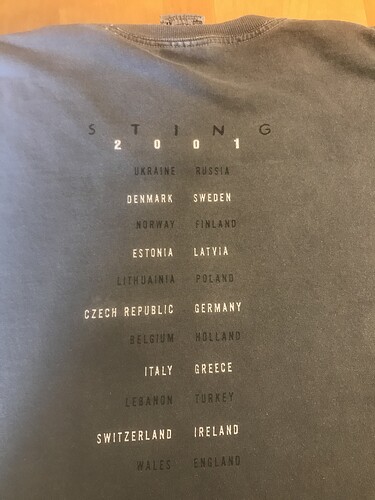 STING
2001
UKRAINE RUSSIA
DENMARK SWEDEN
NORWAY FINLAND
ESTONIA LATVIA
LITHUAINIA POLAND
CZECH REPUBLIC GERMANY
BELGIUM HOLLAND
ITALY GREECE
LEBANON TURKEY
SWITZERLAND IRELAND
WALES ENGLAND